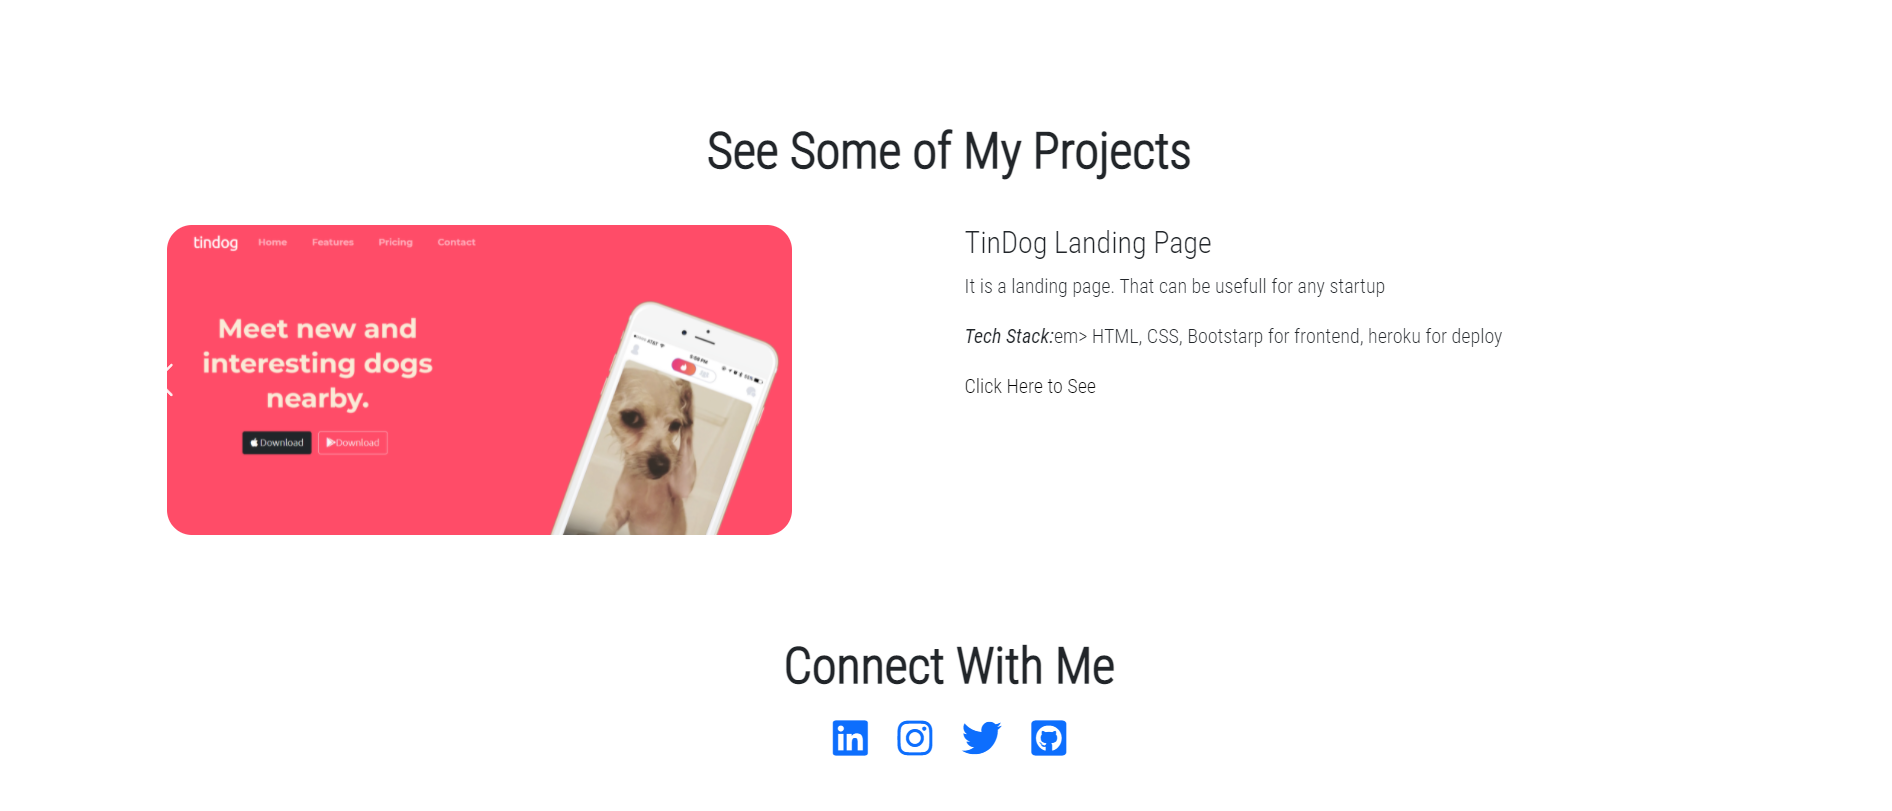 See Some of My Projects
tindog Home Features Pricing Contact
Meet new and
interesting dogs
nearby.
Download Download
TinDog Landing Page
It is a landing page. That can be usefull for any startup
Tech Stack:em> HTML, CSS, Bootstarp for frontend, heroku for deploy
Click Here to See
Connect With Me
in